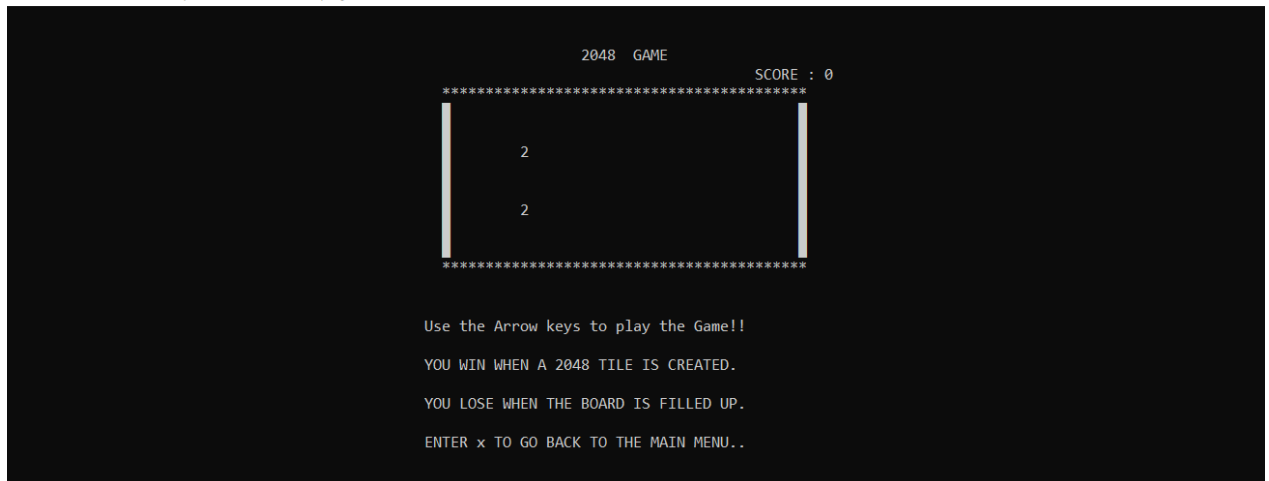 2048 GAME
SCORE : 0
******************************************
2
2
******************************************
Use the Arrow keys to play the Game!!
YOU WIN WHEN A 2048 TILE IS CREATED.
YOU LOSE WHEN THE BOARD IS FILLED UP.
ENTER x TO GO BACK TO THE MAIN MENU..